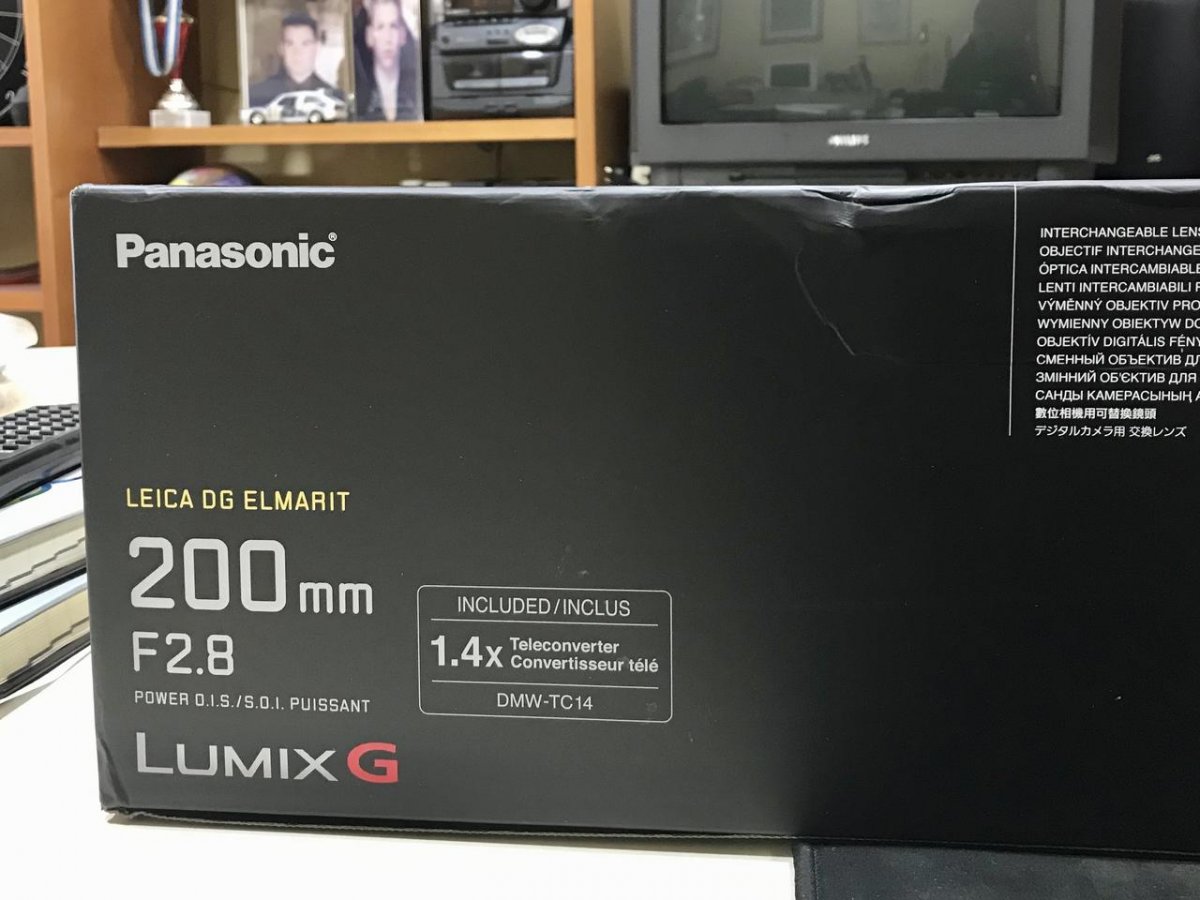 Panasonic®
LEICA DG ELMARIT
200mm
F2.8
POWER O.I.S./S.O.I. PUISSANT
LUMIX G
INCLUDED/INCLUS
1.4x Teleconverter
Convertisseur télé
DMW-TC14
INTERCHANGEABLE LENS
OBJECTIF INTERCHANGE
ÓPTICA INTERCAMBIABLE
LENTI INTERCAMBIABILI
VÝMĚNNÝ OBJEKTIV PRO
WYMIENNY OBIEKTYW DO
OBJEKTÍV DIGITÁLIS FÉNY
СМЕННЫЙ ОБЪЕКТИВ ДЛ
ЗМІННИЙ ОБ'ЄКТИВ ДЛЯ
САНДЫ КАМЕРАСЫНЫҢ
數位相機用可替換鏡頭
デジタルカメラ用 交換レンズ